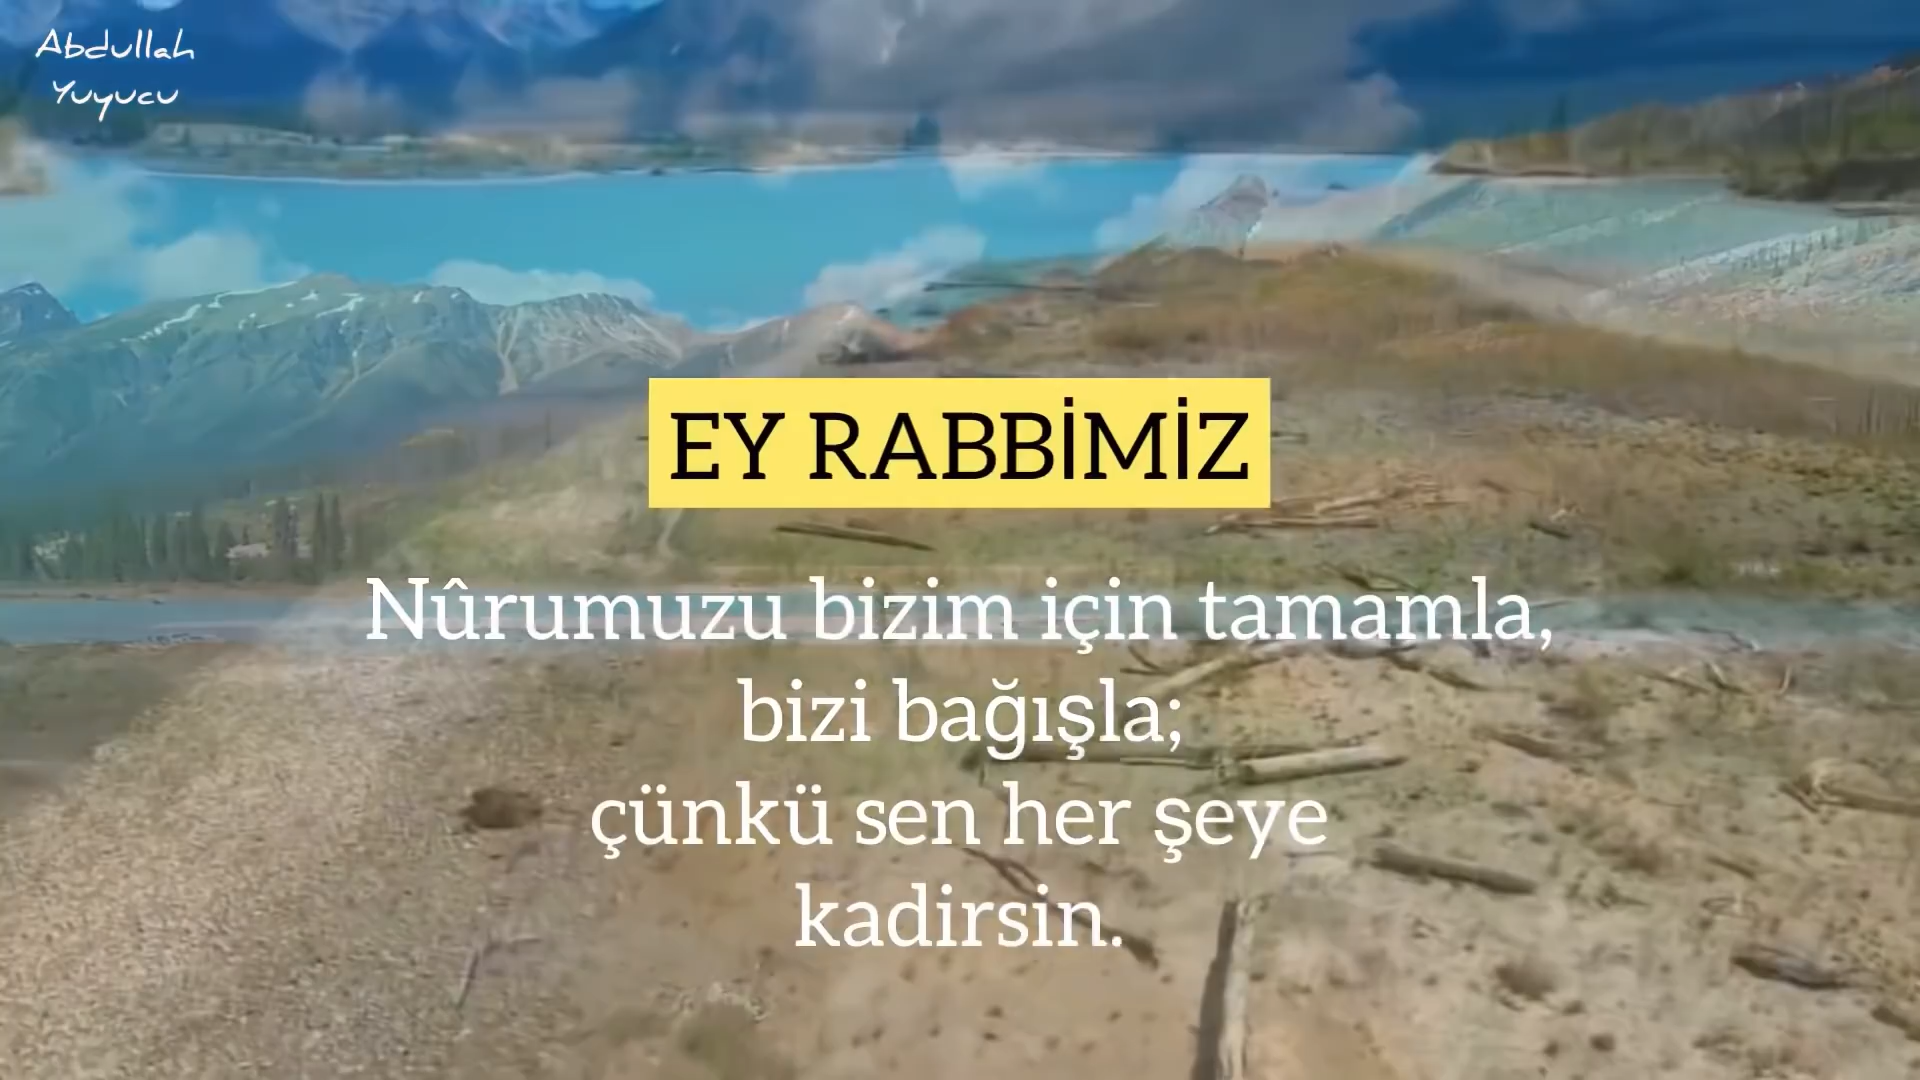 Abdullah
Yuyucu
EY RABBİMİZ
Nûrumuzu bizim için tamamla,
bizi bağışla;
çünkü sen her şeye
kadirsin.